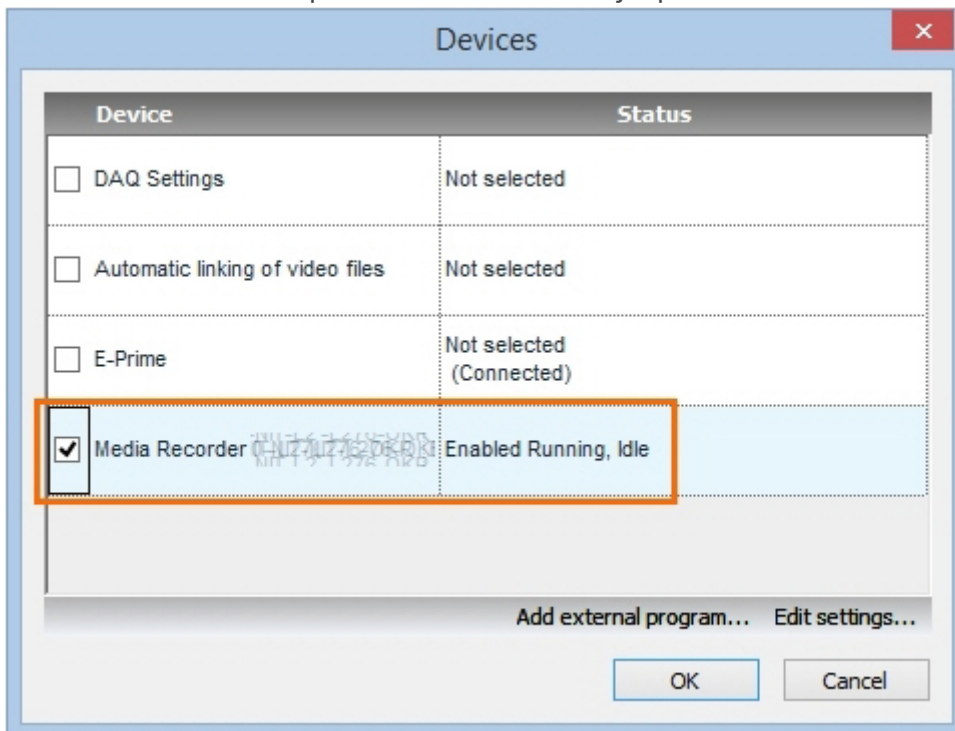 Devices
Device Status
DAQ Settings Not selected
Automatic linking of video files Not selected
E-Prime Not selected
(Connected)
Media Recorder Enabled Running, Idle
Add external program... Edit settings...
OK Cancel